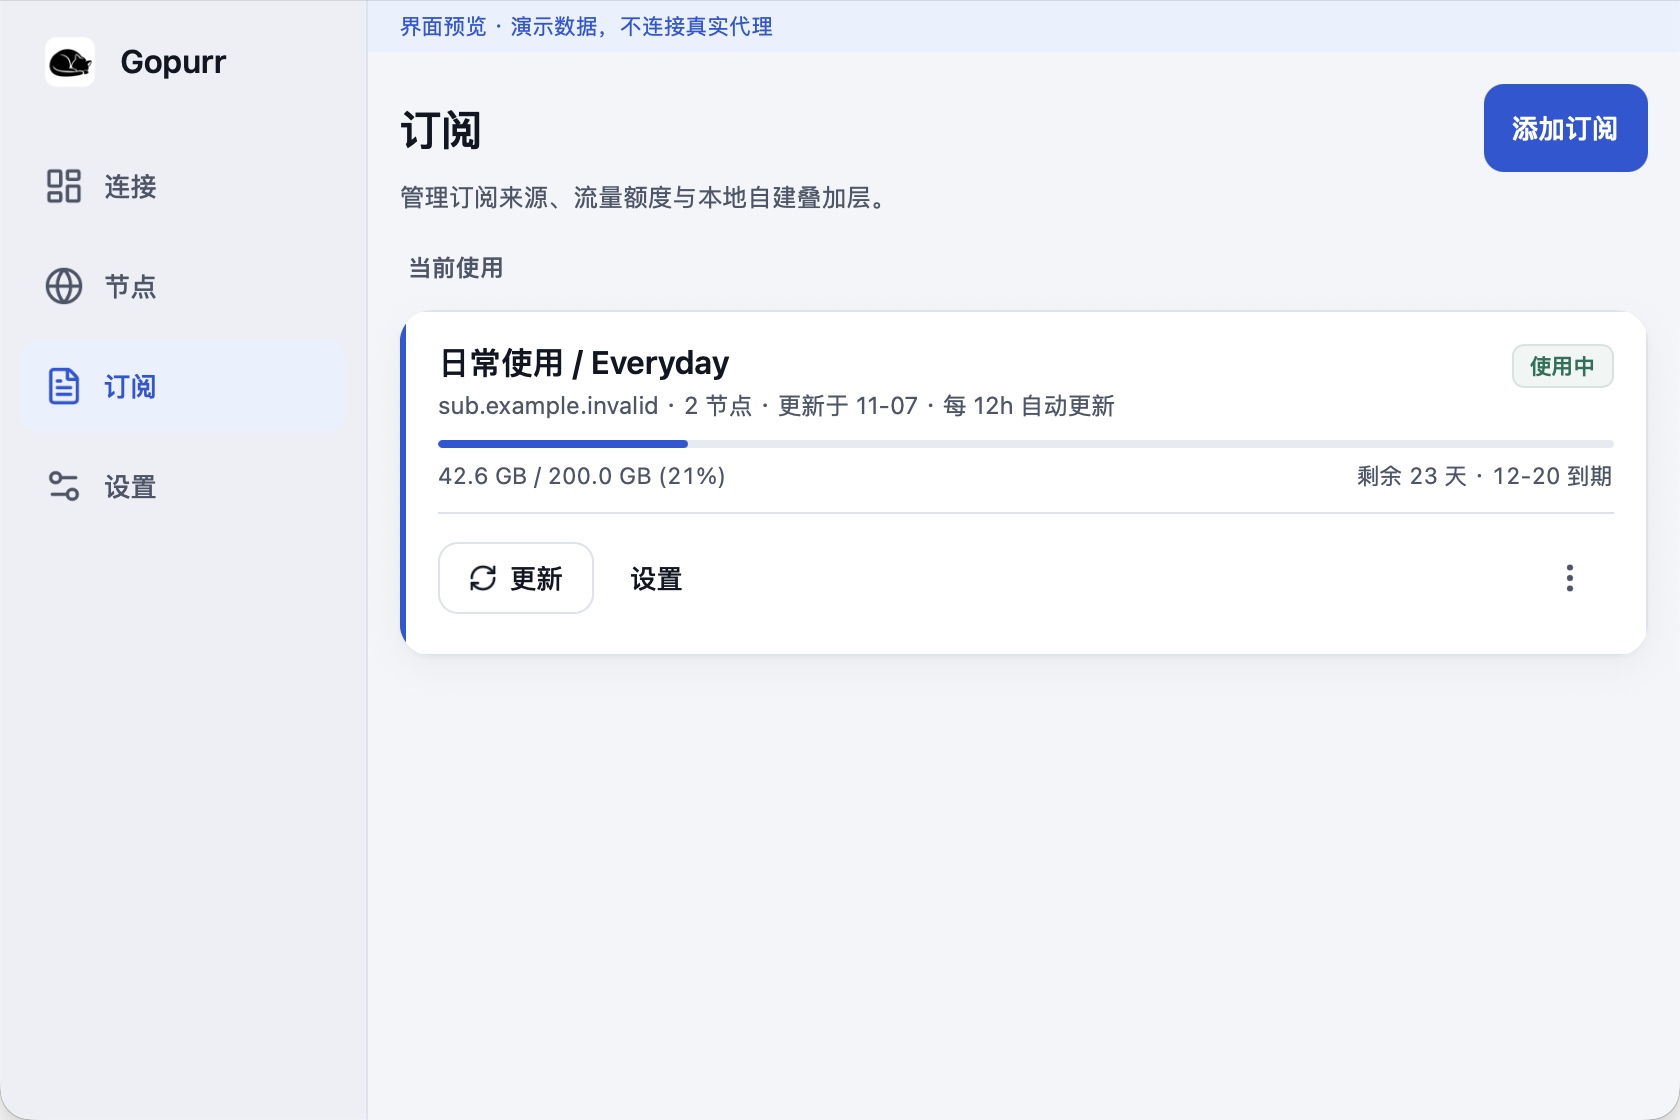 Gopurr
连接
节点
订阅
设置
界面预览 · 演示数据，不连接真实代理
订阅
添加订阅
管理订阅来源、流量额度与本地自建叠加层。
当前使用
日常使用 / Everyday
使用中
sub.example.invalid · 2 节点 · 更新于 11-07 · 每 12h 自动更新
42.6 GB / 200.0 GB (21%)
剩余 23 天 · 12-20 到期
更新
设置